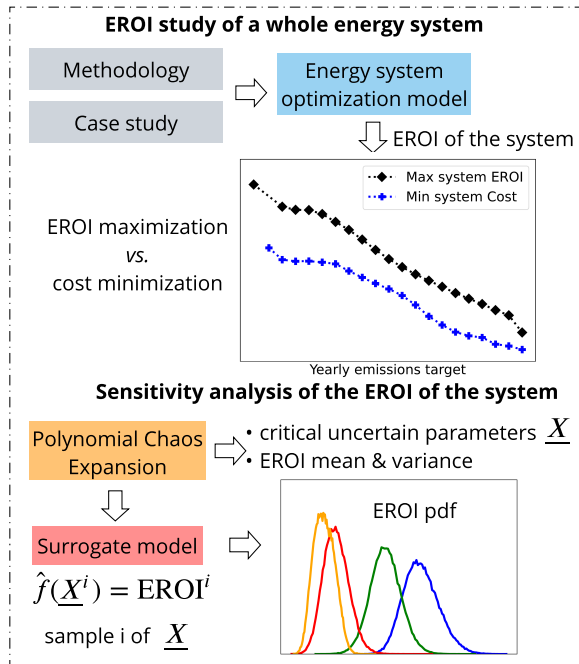 EROI study of a whole energy system
Methodology
Case study
Energy system
optimization model
EROI of the system
EROI maximization
vs.
cost minimization
Max system EROI
Min system Cost
Yearly emissions target
Sensitivity analysis of the EROI of the system
Polynomial Chaos
Expansion
• critical uncertain parameters X
• EROI mean & variance
Surrogate model
EROI pdf
f̂(Xⁱ) = EROIⁱ
sample i of X